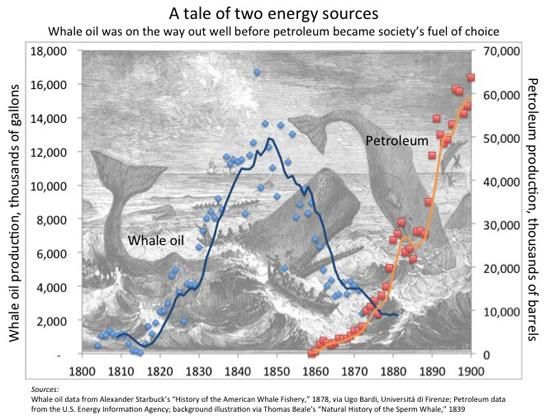 A tale of two energy sources
Whale oil was on the way out well before petroleum became society's fuel of choice
Whale oil production, thousands of gallons
18,000
16,000
14,000
12,000
10,000
8,000
6,000
4,000
2,000
-
Whale oil
Petroleum
70,000
60,000
50,000
40,000
30,000
20,000
10,000
0
Petroleum production, thousands of barrels
1800 1810 1820 1830 1840 1850 1860 1870 1880 1890 1900
Sources:
Whale oil data from Alexander Starbuck's "History of the American Whale Fishery," 1878, via Ugo Bardi, Universitá di Firenze; Petroleum data
from the U.S. Energy Information Agency; background illustration via Thomas Beale's "Natural History of the Sperm Whale," 1839